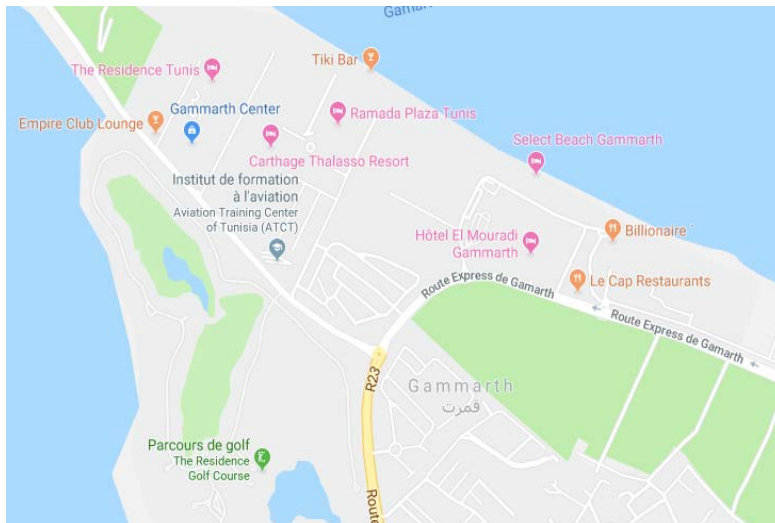 Tiki Bar
The Residence Tunis
Gammarth Center
Empire Club Lounge
Ramada Plaza Tunis
Carthage Thalasso Resort
Select Beach Gammarth
Institut de formation
à l'aviation
Aviation Training Center
of Tunisia (ATCT)
Hôtel El Mouradi
Gammarth
Billionaire
Le Cap Restaurants
Route Express de Gamarth
Route Express de Gamarth
R23
Gammarth
قمرت
Parcours de golf
The Residence
Golf Course
Route